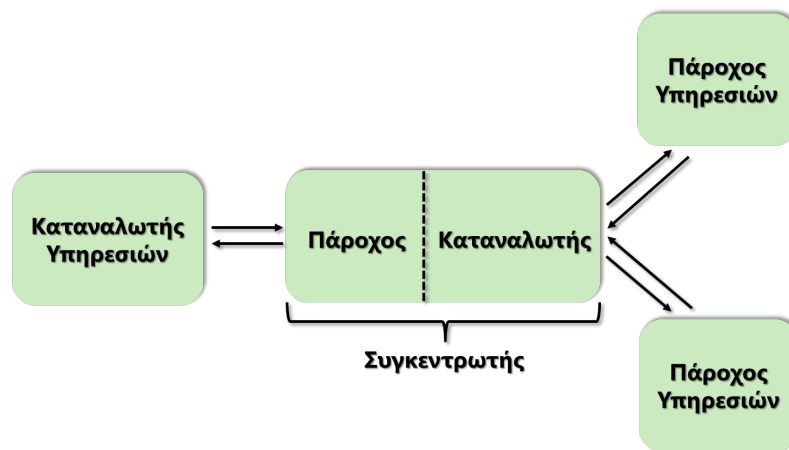 Πάροχος
Υπηρεσιών
Καταναλωτής
Υπηρεσιών
Πάροχος
Καταναλωτής
Συγκεντρωτής
Πάροχος
Υπηρεσιών